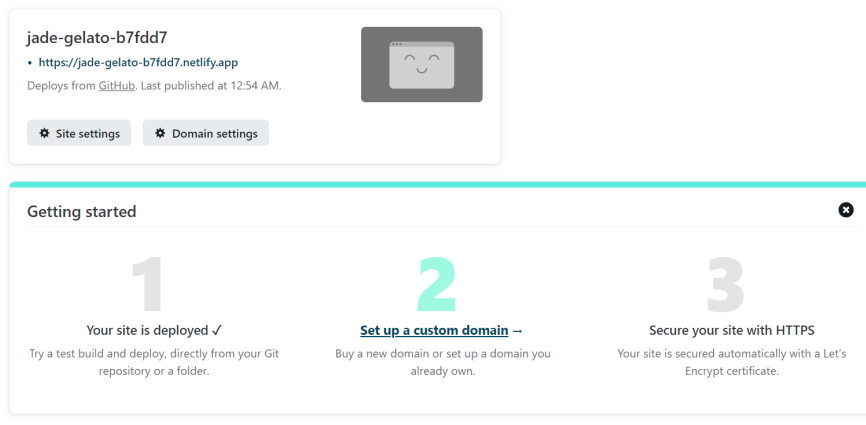 jade-gelato-b7fdd7
• https://jade-gelato-b7fdd7.netlify.app
Deploys from GitHub. Last published at 12:54 AM.
Site settings
Domain settings
Getting started
1
Your site is deployed ✓
Try a test build and deploy, directly from your Git
repository or a folder.
2
Set up a custom domain →
Buy a new domain or set up a domain you
already own.
3
Secure your site with HTTPS
Your site is secured automatically with a Let's
Encrypt certificate.